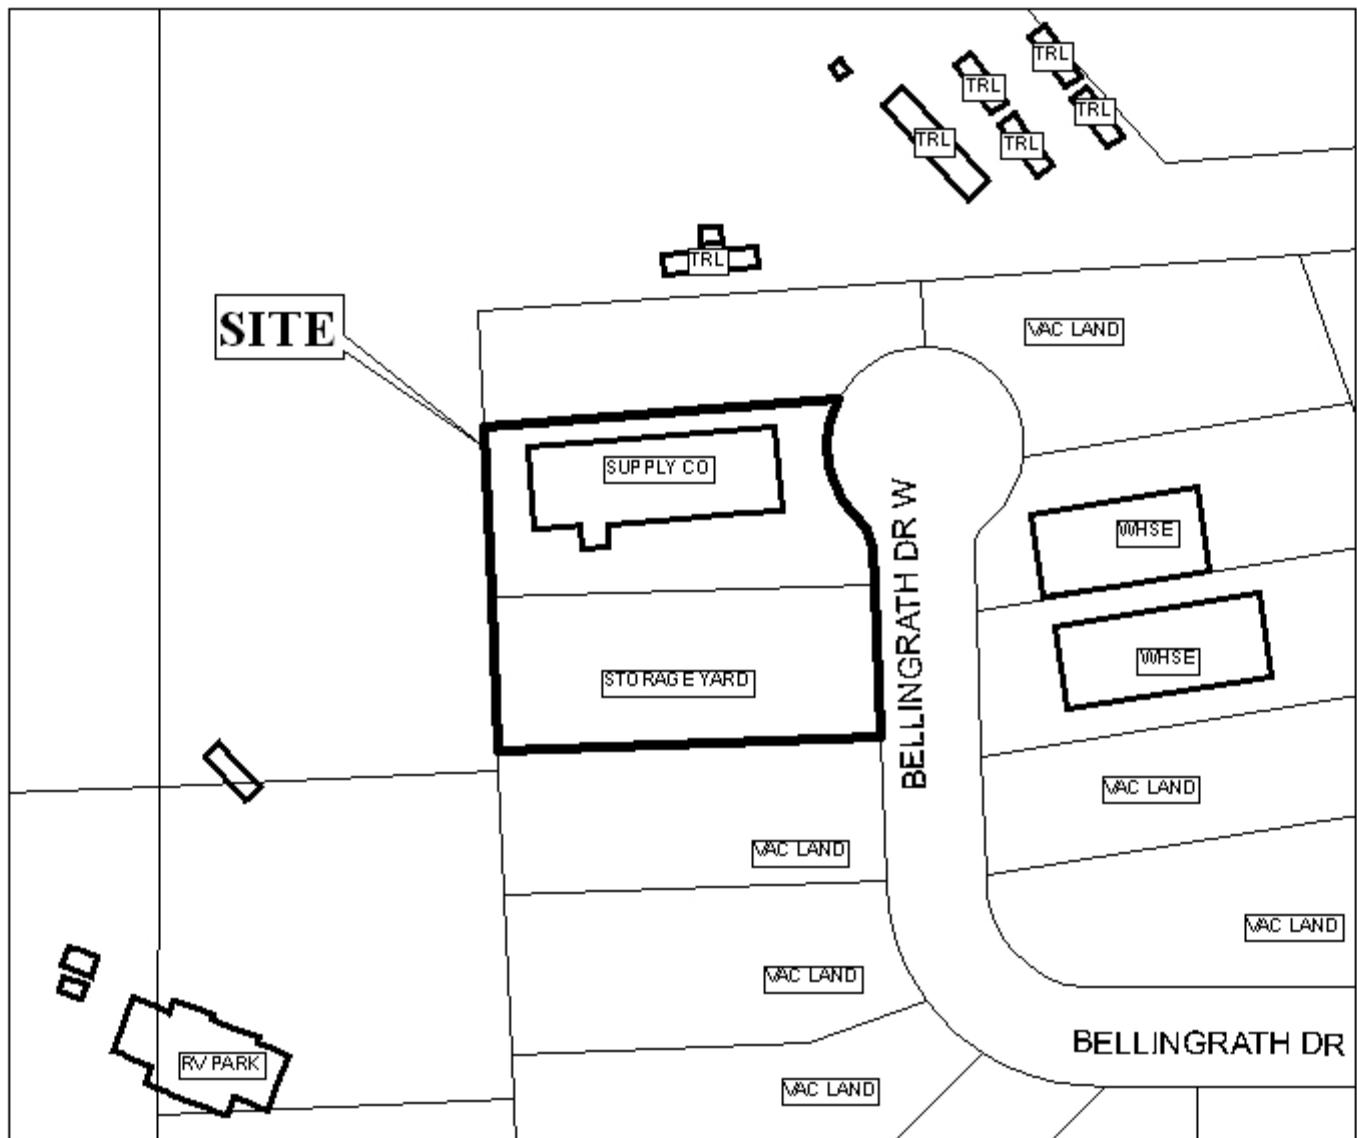 TRL
TRL
TRL
TRL
TRL
TRL
SITE
VAC LAND
SUPPLY CO
BELLINGRATH DR W
WHSE
WHSE
STORAGE YARD
VAC LAND
VAC LAND
VAC LAND
VAC LAND
BELLINGRATH DR
RV PARK
VAC LAND